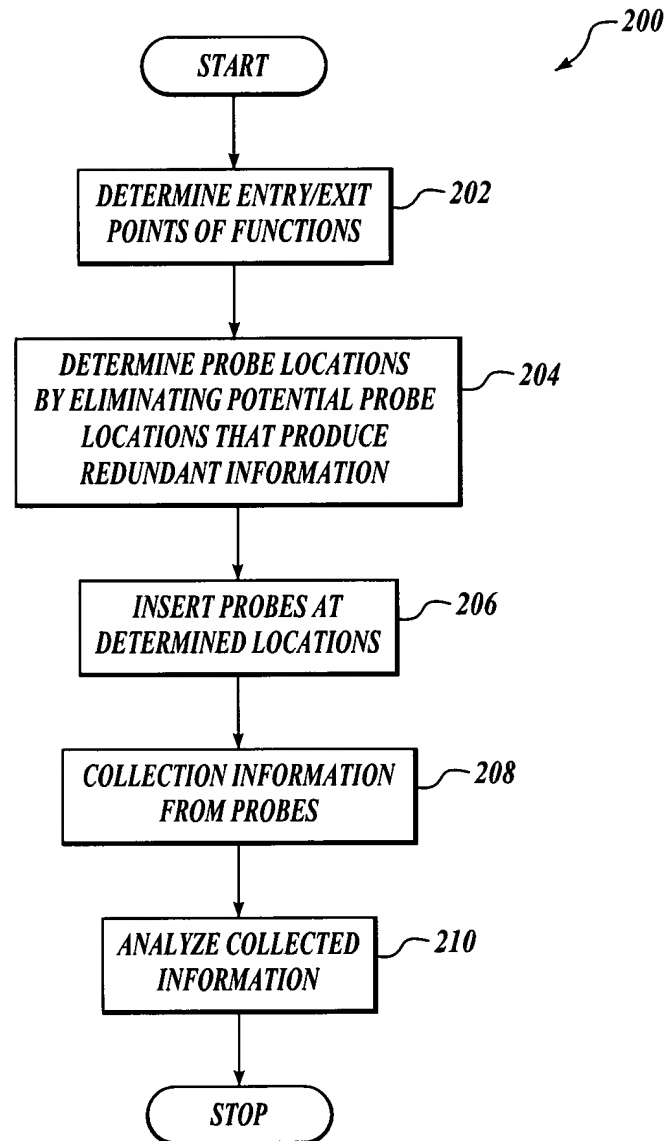 200
START
DETERMINE ENTRY/EXIT
POINTS OF FUNCTIONS
202
DETERMINE PROBE LOCATIONS
BY ELIMINATING POTENTIAL PROBE
LOCATIONS THAT PRODUCE
REDUNDANT INFORMATION
204
INSERT PROBES AT
DETERMINED LOCATIONS
206
COLLECTION INFORMATION
FROM PROBES
208
ANALYZE COLLECTED
INFORMATION
210
STOP